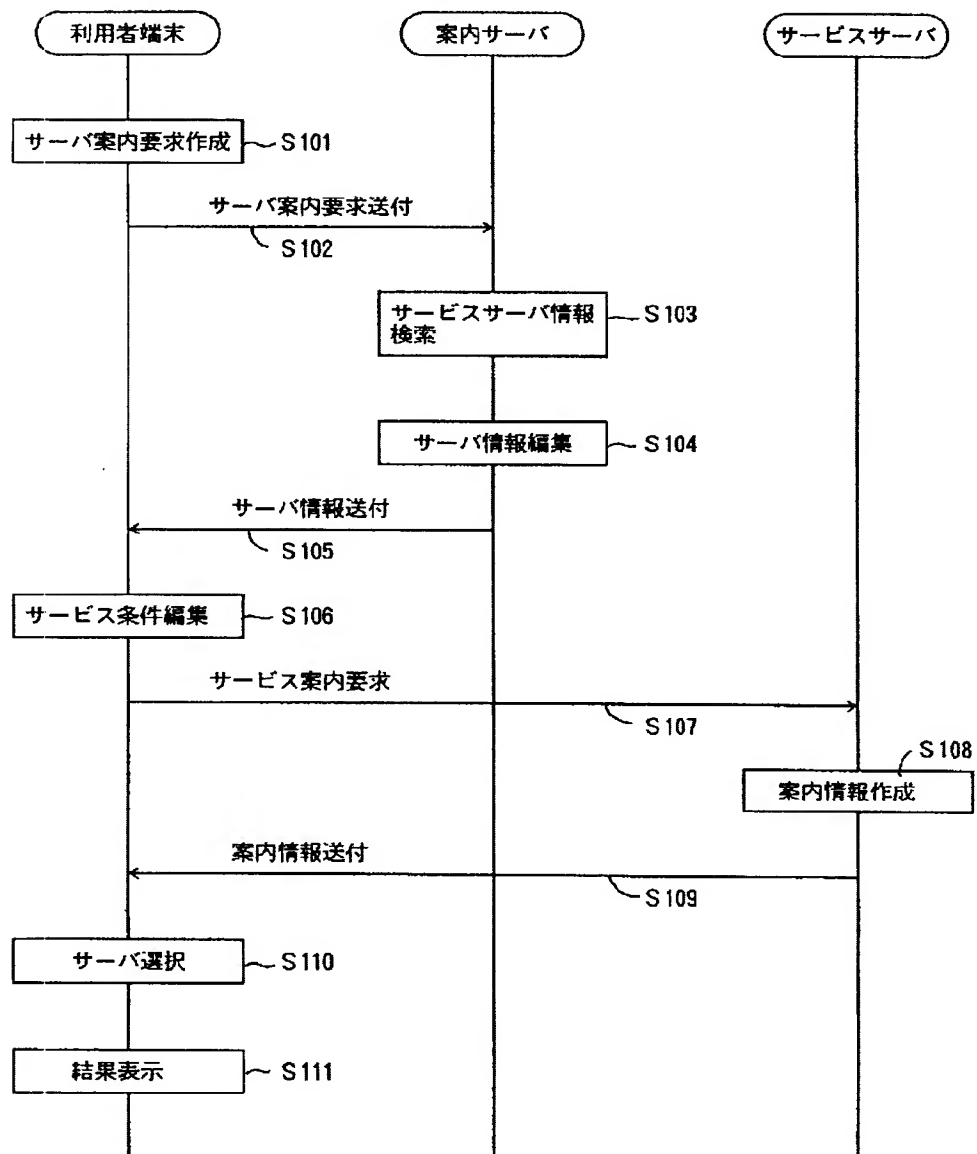 利用者端末
案内サーバ
サービスサーバ
サーバ案内要求作成
S101
サーバ案内要求送付
S102
サービスサーバ情報
検索
S103
サーバ情報編集
S104
サーバ情報送付
S105
サービス条件編集
S106
サービス案内要求
S107
S108
案内情報作成
案内情報送付
S109
サーバ選択
S110
結果表示
S111